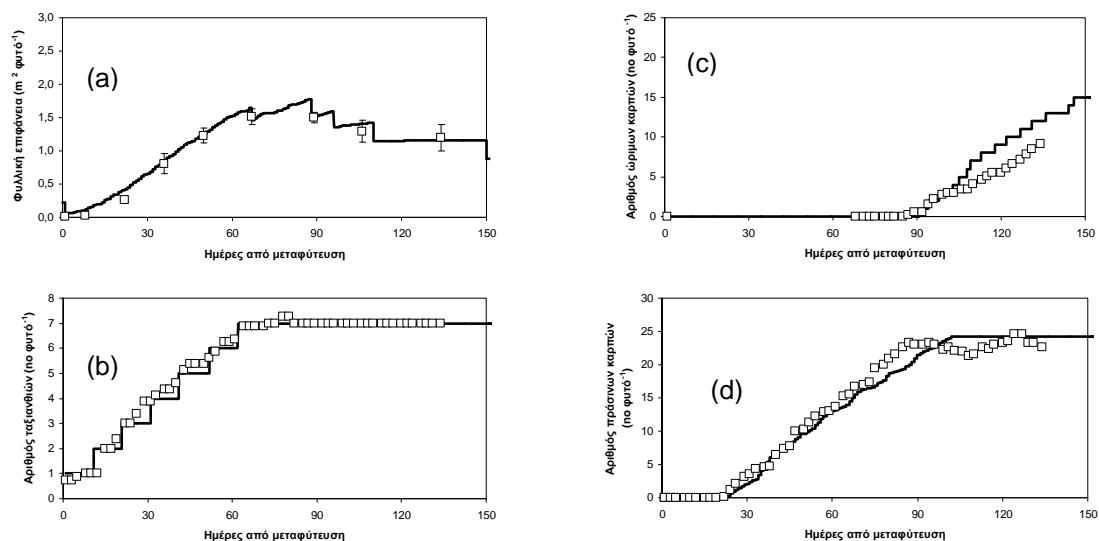 Φυλλική επιφάνεια (m² φυτό⁻¹)
3,0
2,5
2,0
1,5
1,0
0,5
0,0
(a)
0 30 60 90 120 150
Ημέρες από μεταφύτευση
Αριθμός ώριμων καρπών (no φυτό⁻¹)
25
20
15
10
5
0
(c)
0 30 60 90 120 150
Ημέρες από μεταφύτευση
Αριθμός ταξιανθιών (no φυτό⁻¹)
8
7
6
5
4
3
2
1
0
(b)
0 30 60 90 120 150
Ημέρες από μεταφύτευση
Αριθμός πράσινων καρπών
(no φυτό⁻¹)
30
25
20
15
10
5
0
(d)
0 30 60 90 120 150
Ημέρες από μεταφύτευση